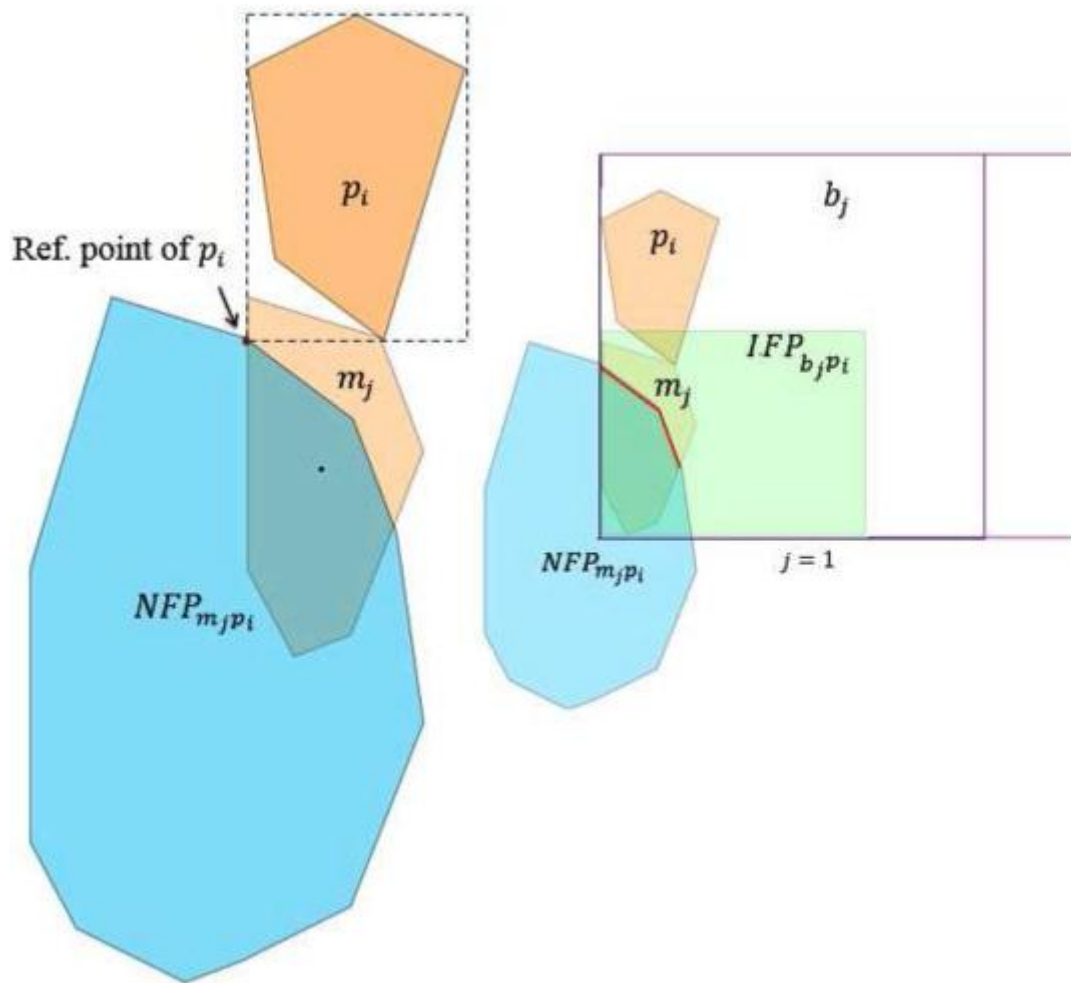 p_i
Ref. point of p_i
m_j
NFP_{m_j p_i}
b_j
p_i
IFP_{b_j p_i}
m_j
NFP_{m_j p_i}
j = 1